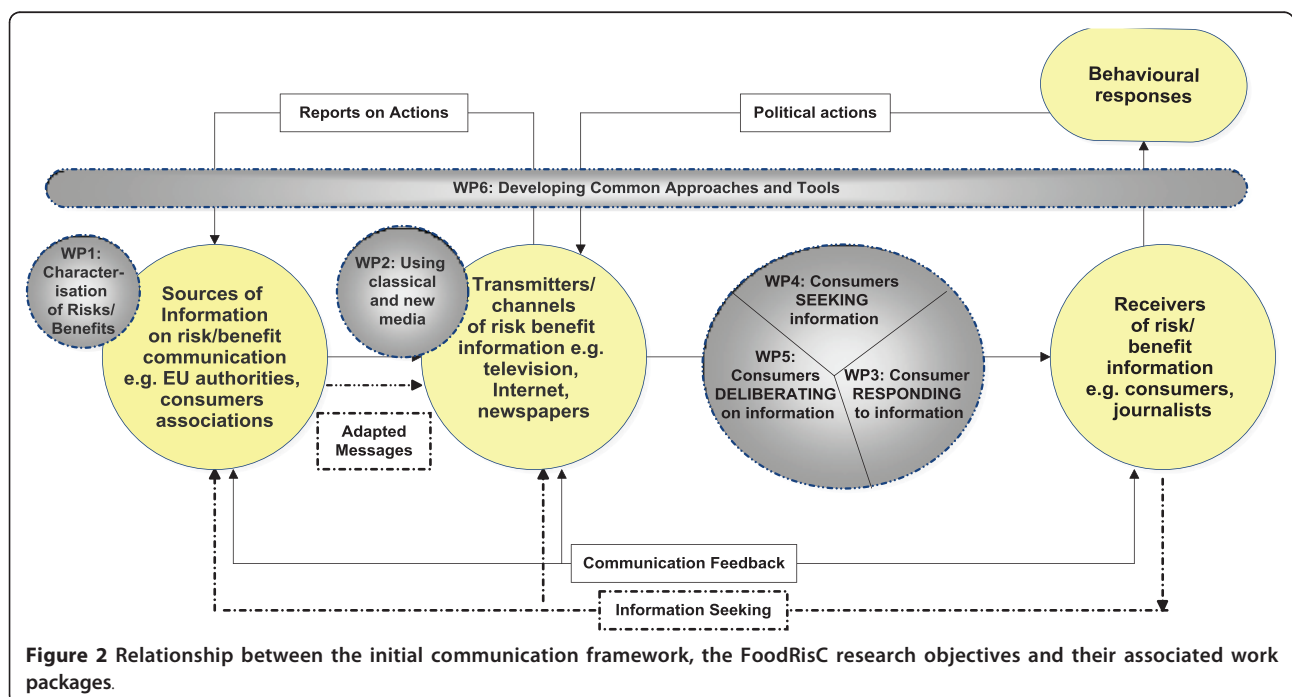 Behavioural
responses
Reports on Actions
Political actions
WP6: Developing Common Approaches and Tools
WP1:
Character-
isation
of Risks/
Benefits
Sources of
Information
on risk/benefit
communication
e.g. EU authorities,
consumers
associations
WP2: Using
classical
and new
media
Transmitters/
channels
of risk benefit
information e.g.
television,
Internet,
newspapers
WP4: Consumers
SEEKING
information
WP5:
Consumers
DELIBERATING
on information
WP3: Consumer
RESPONDING
to information
Receivers
of risk/
benefit
information
e.g. consumers,
journalists
Adapted
Messages
Communication Feedback
Information Seeking
Figure 2 Relationship between the initial communication framework, the FoodRisC research objectives and their associated work
packages.